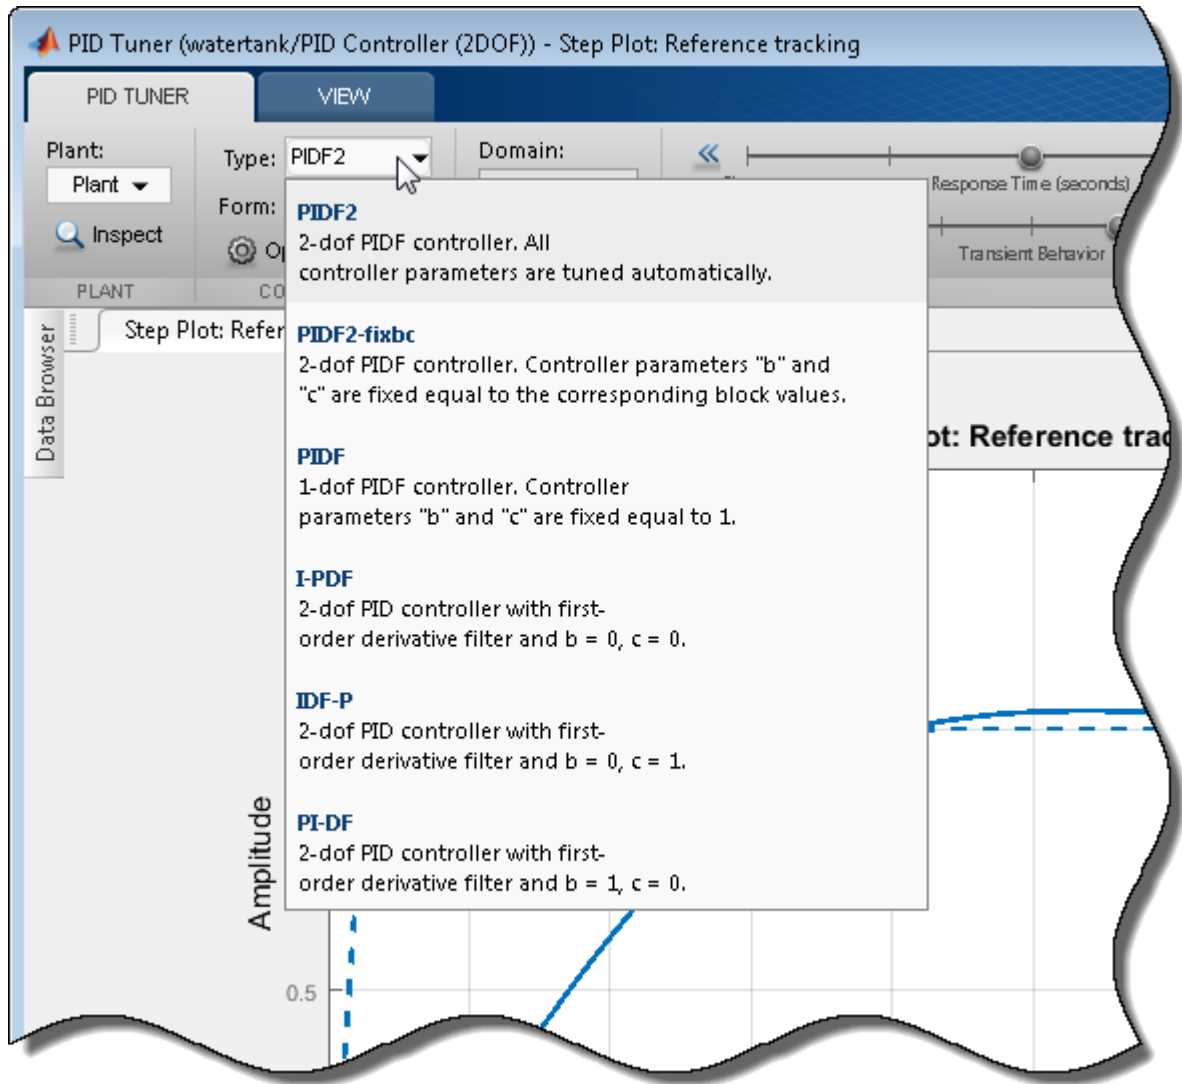 PID Tuner (watertank/PID Controller (2DOF)) - Step Plot: Reference tracking
PID TUNER
VIEW
Plant:
Plant
Inspect
PLANT
Type: PIDF2
Form:
Domain:
Response Time (seconds)
Transient Behavior
Data Browser
Step Plot: Refer
PIDF2
2-dof PIDF controller. All
controller parameters are tuned automatically.
PIDF2-fixbc
2-dof PIDF controller. Controller parameters "b" and
"c" are fixed equal to the corresponding block values.
PIDF
1-dof PIDF controller. Controller
parameters "b" and "c" are fixed equal to 1.
I-PDF
2-dof PID controller with first-
order derivative filter and b = 0, c = 0.
IDF-P
2-dof PID controller with first-
order derivative filter and b = 0, c = 1.
PI-DF
2-dof PID controller with first-
order derivative filter and b = 1, c = 0.
ot: Reference trac
Amplitude
0.5